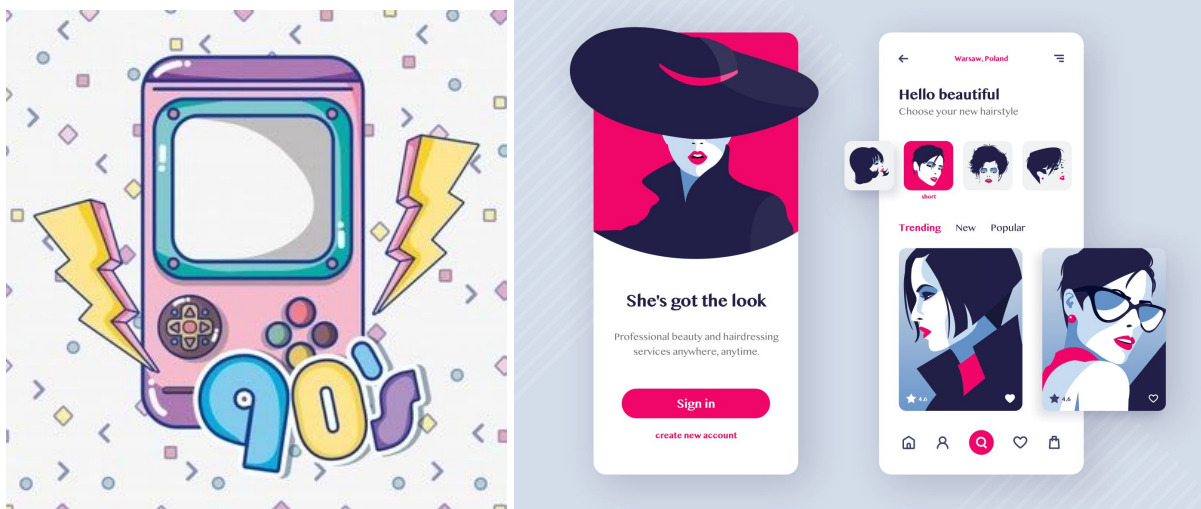 90's
She's got the look
Professional beauty and hairdressing
services anywhere, anytime.
Sign in
create new account
Warsaw, Poland
Hello beautiful
Choose your new hairstyle
short
Trending New Popular
4.6
4.6